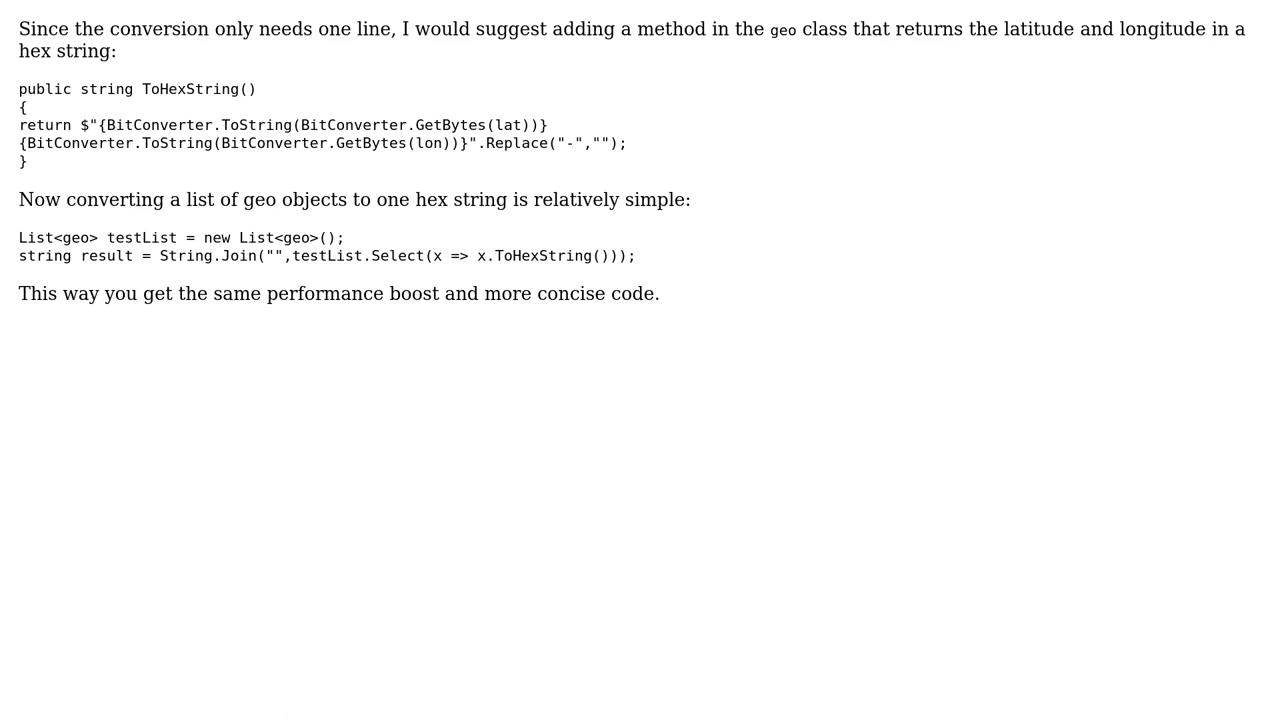 Since the conversion only needs one line, I would suggest adding a method in the geo class that returns the latitude and longitude in a
hex string:
public string ToHexString()
{
return $"{BitConverter.ToString(BitConverter.GetBytes(lat))}
{BitConverter.ToString(BitConverter.GetBytes(lon))}".Replace("-","");
}
Now converting a list of geo objects to one hex string is relatively simple:
List<geo> testList = new List<geo>();
string result = String.Join("",testList.Select(x => x.ToHexString()));
This way you get the same performance boost and more concise code.